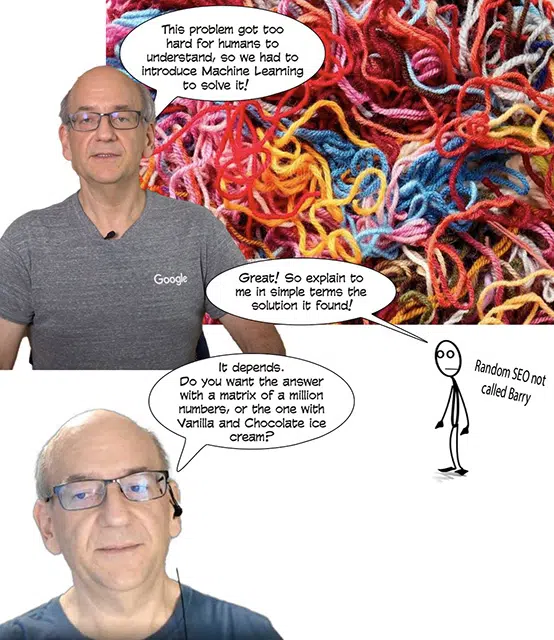 This problem got too
hard for humans to
understand, so we had to
introduce Machine Learning
to solve it!
Google
Great! So explain to
me in simple terms the
solution it found!
Random SEO not
called Barry
It depends.
Do you want the answer
with a matrix of a million
numbers, or the one with
Vanilla and Chocolate ice
cream?